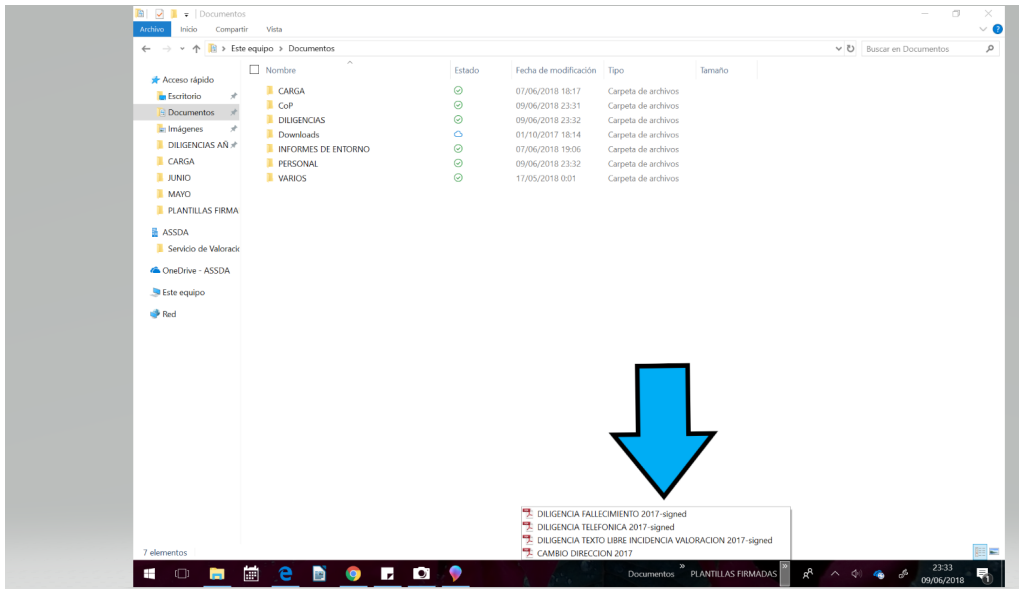 Documentos
Archivo Inicio Compartir Vista
Este equipo > Documentos
Buscar en Documentos
Nombre Estado Fecha de modificación Tipo Tamaño
Acceso rápido
Escritorio
Documentos
Imágenes
DILIGENCIAS AÑ
CARGA
JUNIO
MAYO
PLANTILLAS FIRMA
ASSDA
Servicio de Valoració
OneDrive - ASSDA
Este equipo
Red
CARGA 07/06/2018 18:17 Carpeta de archivos
CoP 09/06/2018 23:31 Carpeta de archivos
DILIGENCIAS 09/06/2018 23:32 Carpeta de archivos
Downloads 01/10/2017 18:14 Carpeta de archivos
INFORMES DE ENTORNO 07/06/2018 19:06 Carpeta de archivos
PERSONAL 09/06/2018 23:32 Carpeta de archivos
VARIOS 17/05/2018 0:01 Carpeta de archivos
DILIGENCIA FALLECIMIENTO 2017-signed
DILIGENCIA TELEFONICA 2017-signed
DILIGENCIA TEXTO LIBRE INCIDENCIA VALORACION 2017-signed
CAMBIO DIRECCION 2017
7 elementos
Documentos » PLANTILLAS FIRMADAS »
23:33
09/06/2018
1